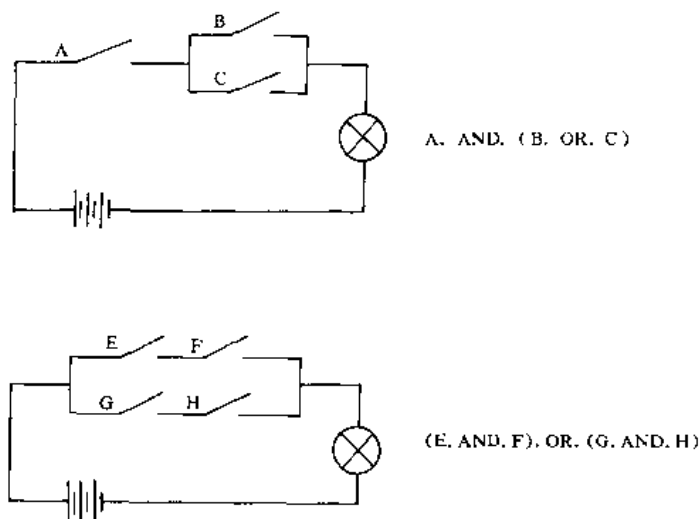 B
A
C
A. AND. (B. OR. C)
E F
G H
(E. AND. F). OR. (G. AND. H)